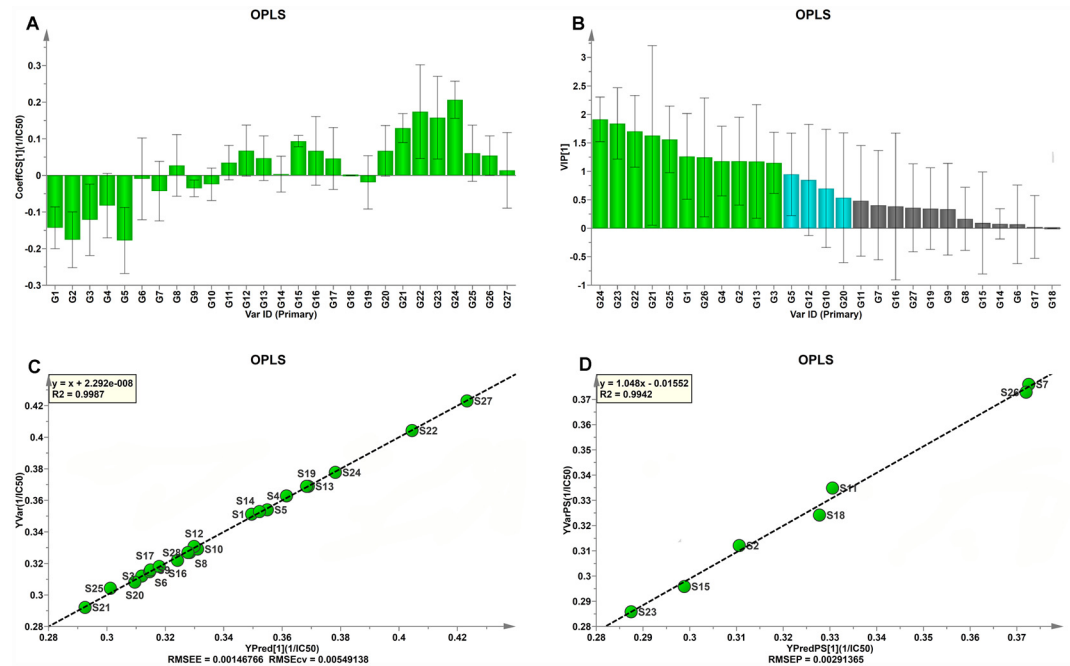 A
OPLS
CoeffCS[1](1/IC50)
0.3
0.2
0.1
0
-0.1
-0.2
-0.3
G1 G2 G3 G4 G5 G6 G7 G8 G9 G10 G11 G12 G13 G14 G15 G16 G17 G18 G19 G20 G21 G22 G23 G24 G25 G26 G27
Var ID (Primary)
B
OPLS
VIP[1]
3
2.5
2
1.5
1
0.5
0
-0.5
-1
G24 G23 G22 G21 G25 G1 G26 G4 G2 G13 G3 G5 G12 G10 G20 G11 G7 G16 G27 G19 G9 G8 G15 G14 G6 G17 G18
Var ID (Primary)
C
OPLS
y = x + 2.292e-008
R2 = 0.9987
YVar(1/IC50)
0.42
0.4
0.38
0.36
0.34
0.32
0.3
0.28
S27
S22
S24
S19
S13
S4
S5
S14
S1
S12
S10
S28
S8
S17
S16
S9
S3
S6
S20
S25
S21
0.28 0.3 0.32 0.34 0.36 0.38 0.4 0.42
YPred[1](1/IC50)
RMSEE = 0.00146766 RMSEcv = 0.00549138
D
OPLS
y = 1.048x - 0.01552
R2 = 0.9942
YVarPS(1/IC50)
0.37
0.36
0.35
0.34
0.33
0.32
0.31
0.3
0.29
0.28
S7
S26
S11
S18
S2
S15
S23
0.28 0.29 0.3 0.31 0.32 0.33 0.34 0.35 0.36 0.37
YPredPS[1](1/IC50)
RMSEP = 0.00291365